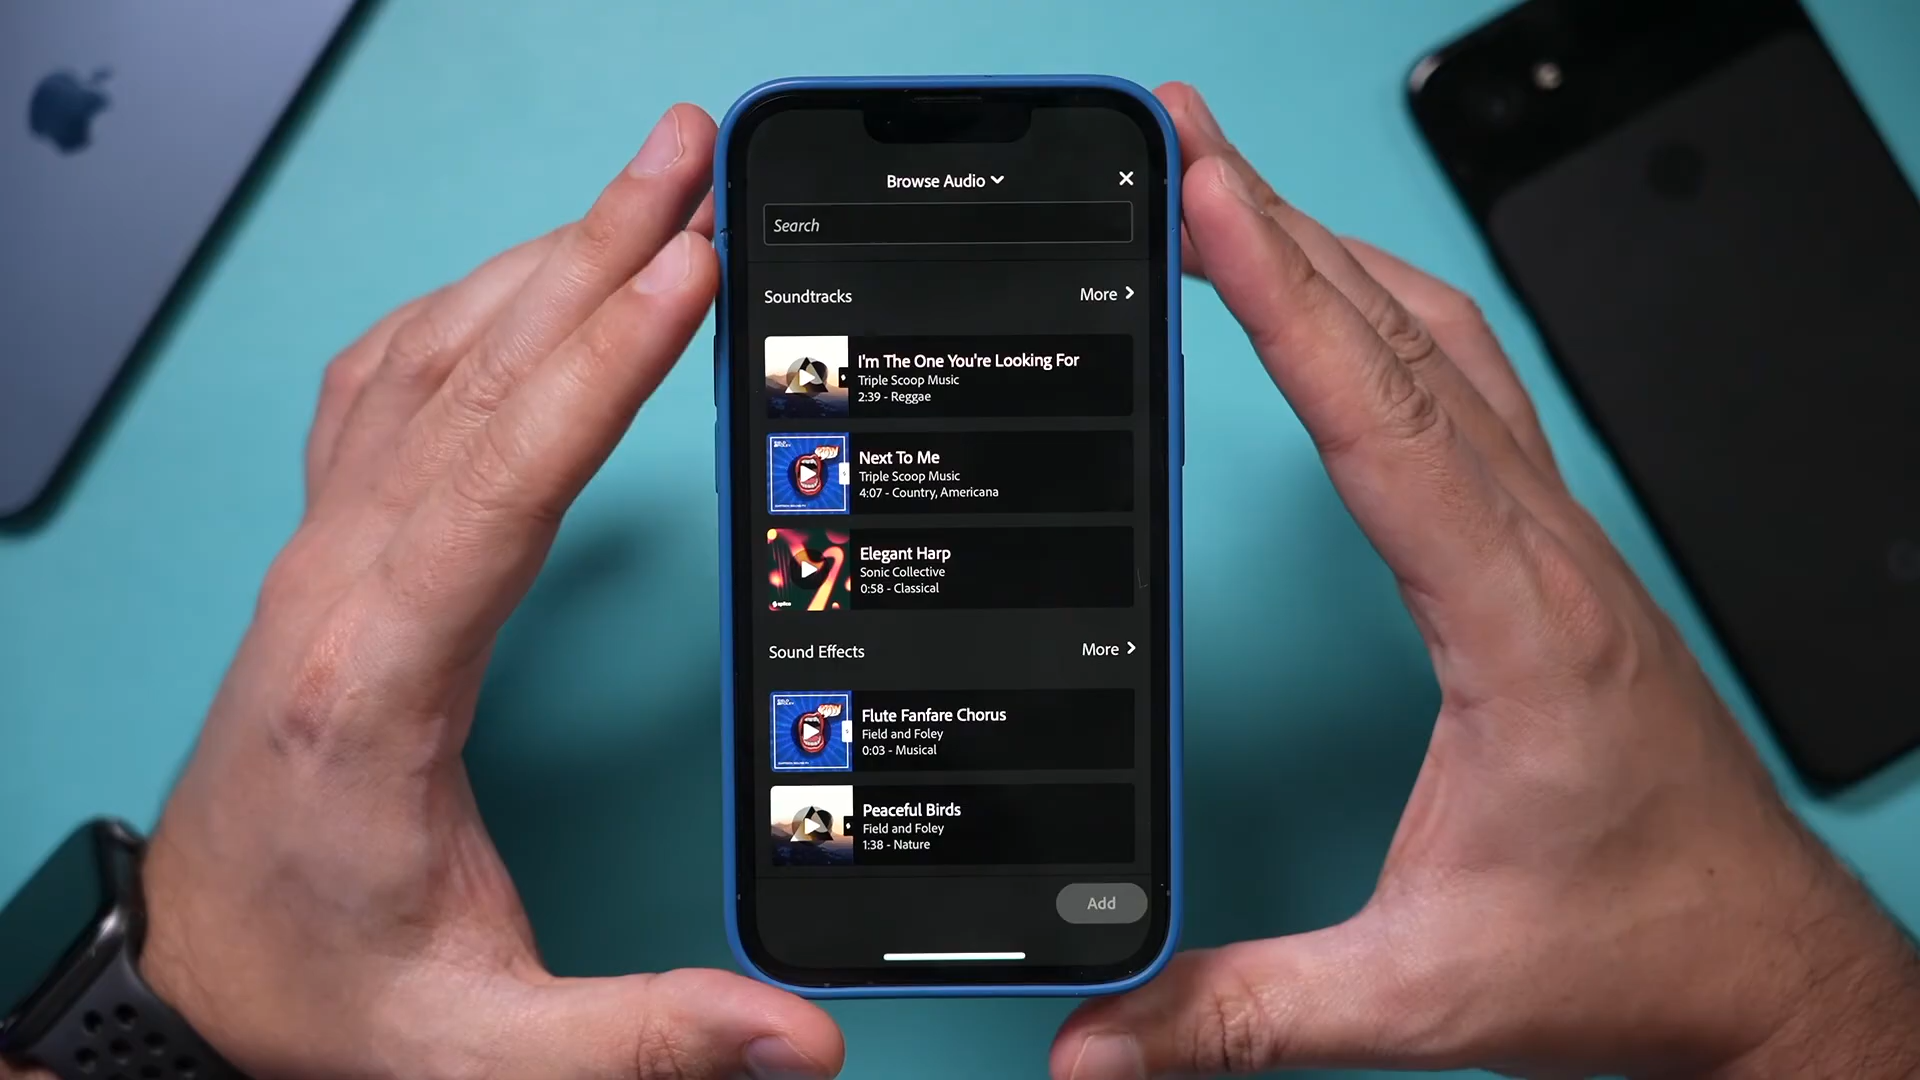 Browse Audio
Search
Soundtracks
More
I'm The One You're Looking For
Triple Scoop Music
2:39 - Reggae
Next To Me
Triple Scoop Music
4:07 - Country, Americana
Elegant Harp
Sonic Collective
0:58 - Classical
splice
Sound Effects
More
Flute Fanfare Chorus
Field and Foley
0:03 - Musical
Peaceful Birds
Field and Foley
1:38 - Nature
Add